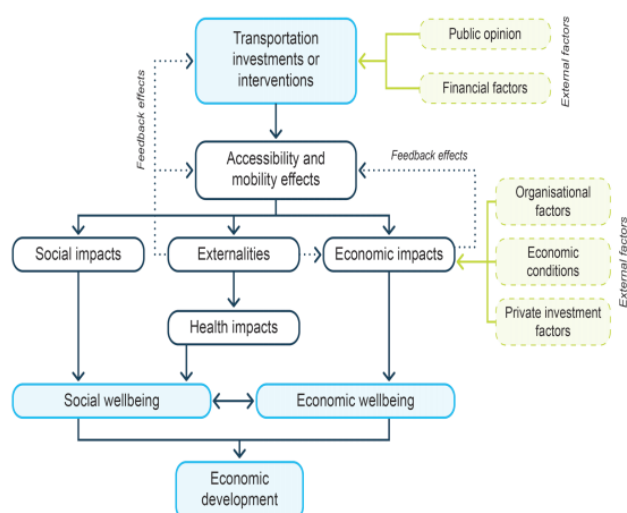 Transportation
investments or
interventions
Public opinion
Financial factors
External factors
Feedback effects
Accessibility and
mobility effects
Feedback effects
Organisational
factors
Economic
conditions
Private investment
factors
External factors
Social impacts
Externalities
Economic impacts
Health impacts
Social wellbeing
Economic wellbeing
Economic
development